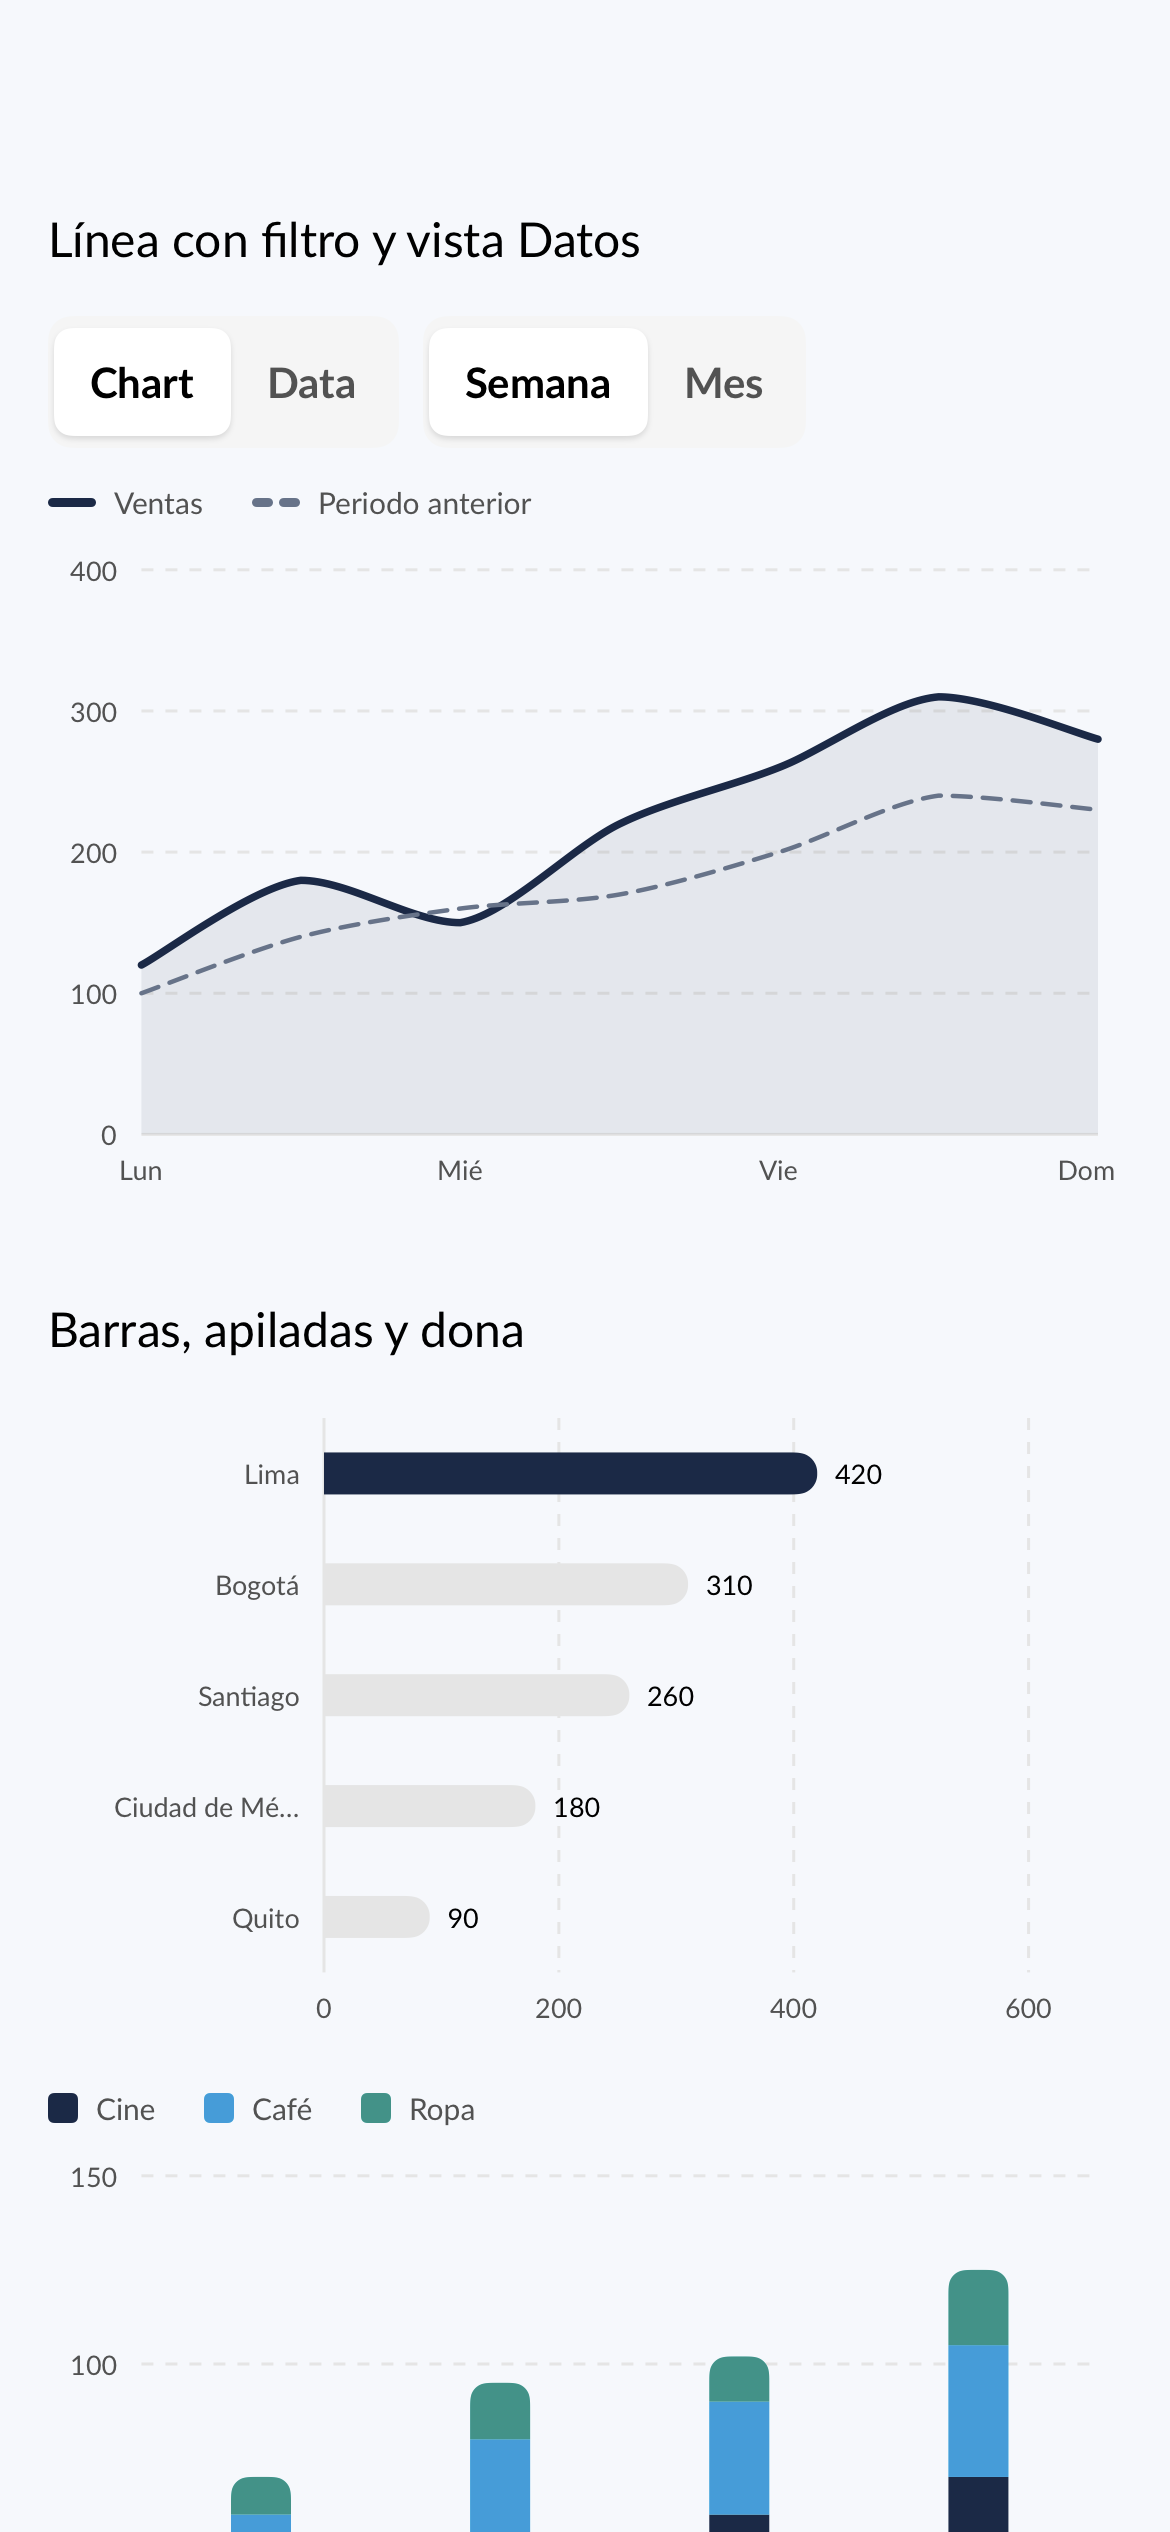 Línea con filtro y vista Datos
Chart Data Semana Mes
Ventas Periodo anterior
400
300
200
100
0
Lun Mié Vie Dom
Barras, apiladas y dona
Lima 420
Bogotá 310
Santiago 260
Ciudad de Mé... 180
Quito 90
0 200 400 600
Cine Café Ropa
150
100